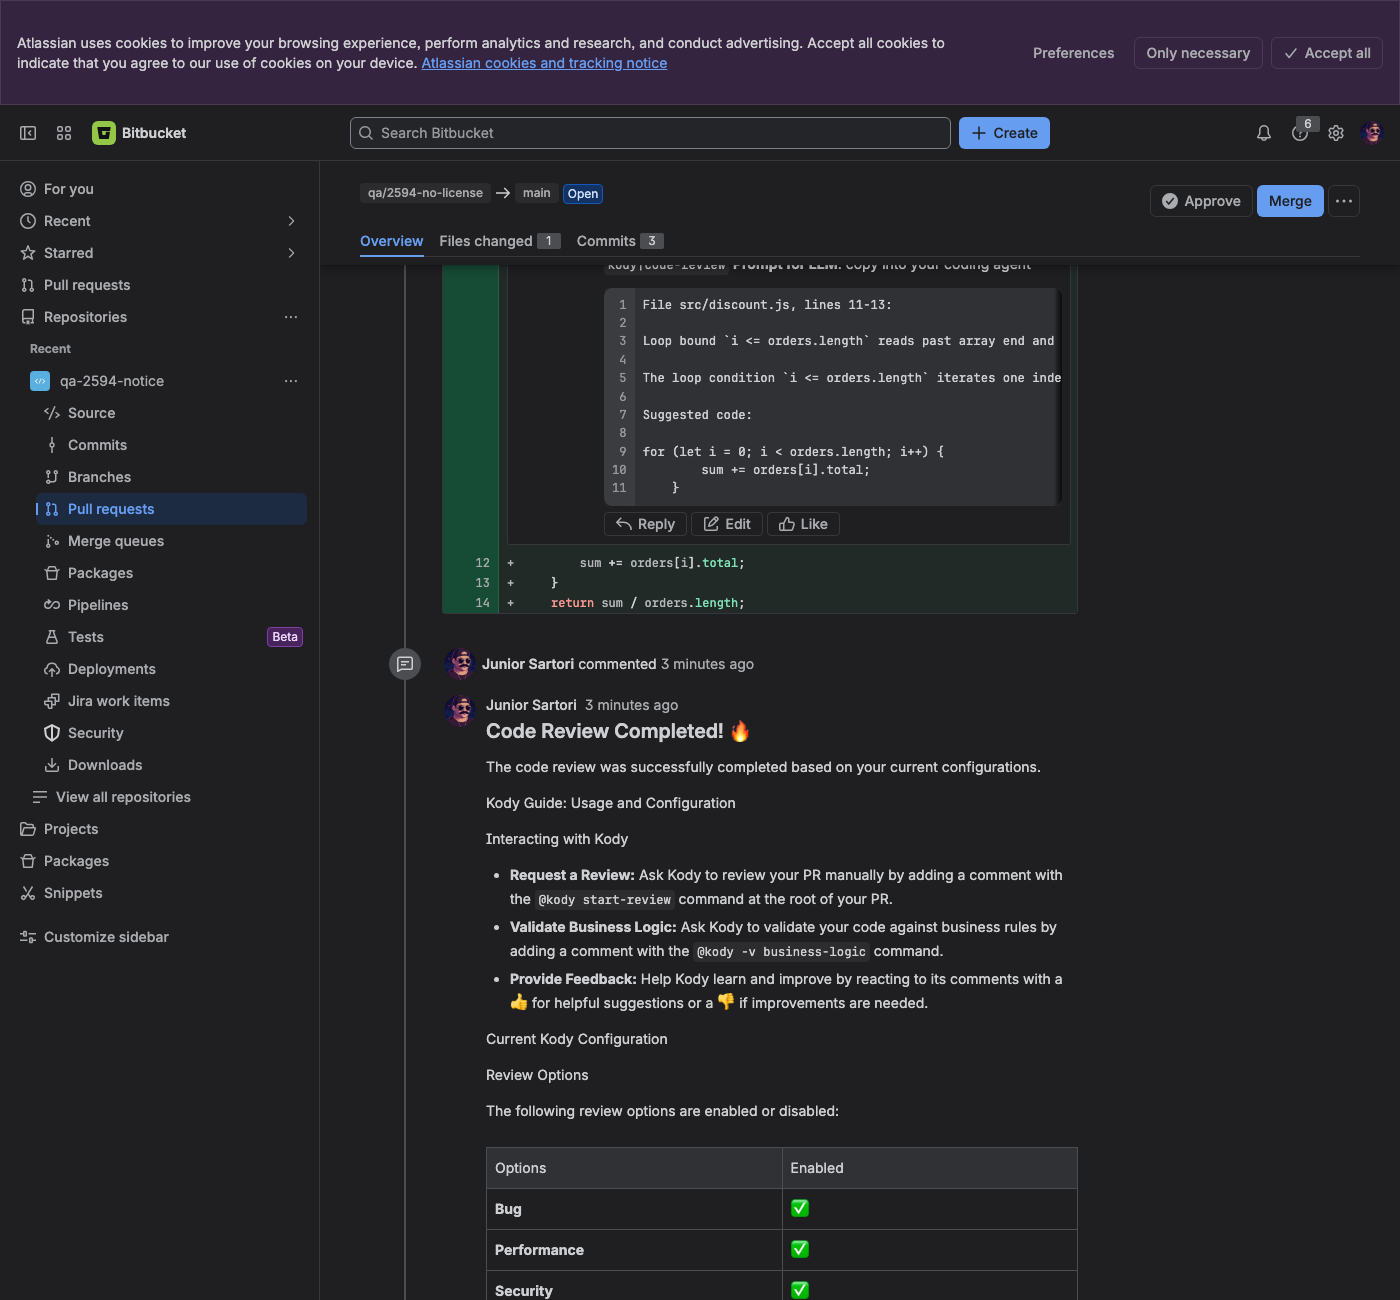 Atlassian uses cookies to improve your browsing experience, perform analytics and research, and conduct advertising. Accept all cookies to
indicate that you agree to our use of cookies on your device. Atlassian cookies and tracking notice
Preferences
Only necessary
Accept all
Bitbucket
Search Bitbucket
Create
6
For you
Recent
Starred
Pull requests
Repositories
Recent
qa-2594-notice
Source
Commits
Branches
Pull requests
Merge queues
Packages
Pipelines
Tests
Beta
Deployments
Jira work items
Security
Downloads
View all repositories
Projects
Packages
Snippets
Customize sidebar
qa/2594-no-license → main Open
Approve
Merge
Overview
Files changed 1
Commits 3
kody|code-review Prompt for LLM: copy into your coding agent
1 File src/discount.js, lines 11-13:
2
3 Loop bound `i <= orders.length` reads past array end and
4
5 The loop condition `i <= orders.length` iterates one inde
6
7 Suggested code:
8
9 for (let i = 0; i < orders.length; i++) {
10 sum += orders[i].total;
11 }
Reply
Edit
Like
12 + sum += orders[i].total;
13 + }
14 + return sum / orders.length;
Junior Sartori commented 3 minutes ago
Junior Sartori 3 minutes ago
Code Review Completed! 🔥
The code review was successfully completed based on your current configurations.
Kody Guide: Usage and Configuration
Interacting with Kody
• Request a Review: Ask Kody to review your PR manually by adding a comment with
the @kody start-review command at the root of your PR.
• Validate Business Logic: Ask Kody to validate your code against business rules by
adding a comment with the @kody -v business-logic command.
• Provide Feedback: Help Kody learn and improve by reacting to its comments with a
👍 for helpful suggestions or a 👎 if improvements are needed.
Current Kody Configuration
Review Options
The following review options are enabled or disabled:
Options Enabled
Bug ✅
Performance ✅
Security ✅